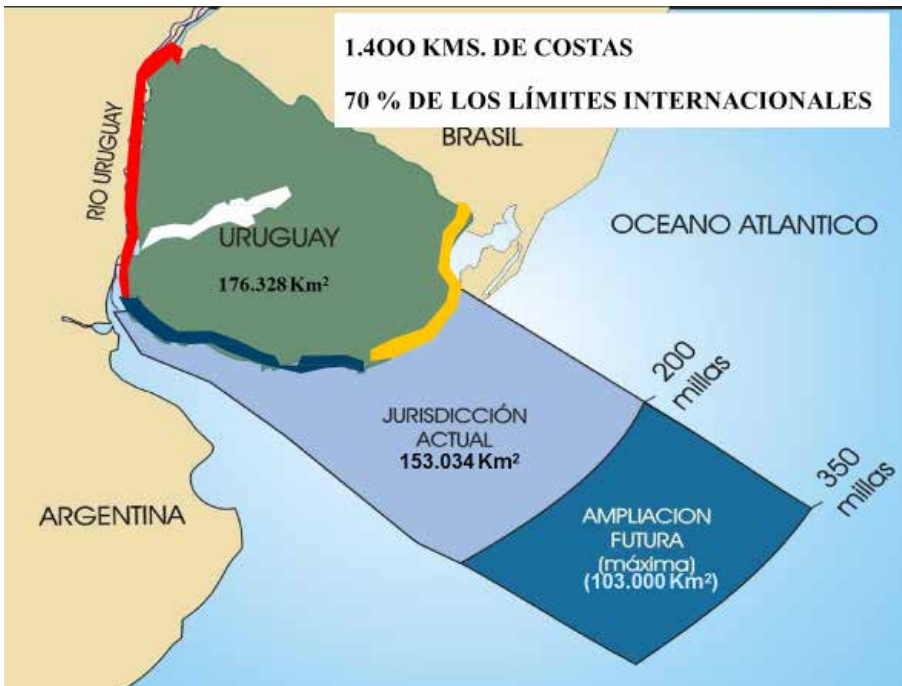 1.4OO KMS. DE COSTAS
70 % DE LOS LÍMITES INTERNACIONALES
BRASIL
RIO URUGUAY
OCEANO ATLANTICO
URUGUAY
176.328 Km²
200
millas
JURISDICCIÓN
ACTUAL
153.034 Km²
350
millas
ARGENTINA
AMPLIACION
FUTURA
(máxima)
(103.000 Km²)